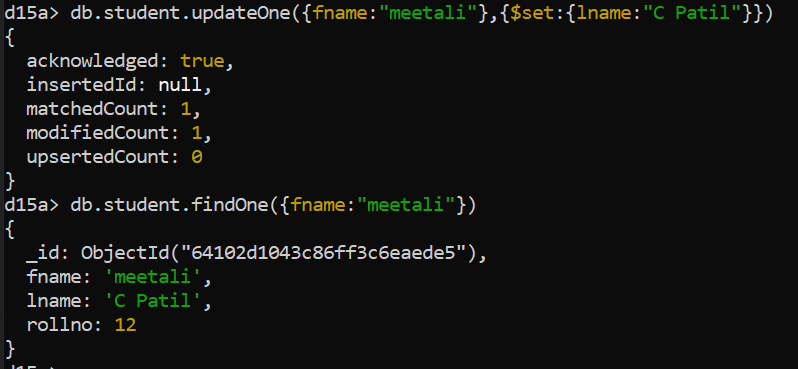 d15a> db.student.updateOne({fname:"meetali"},{$set:{lname:"C Patil"}})
{
  acknowledged: true,
  insertedId: null,
  matchedCount: 1,
  modifiedCount: 1,
  upsertedCount: 0
}
d15a> db.student.findOne({fname:"meetali"})
{
  _id: ObjectId("64102d1043c86ff3c6eaede5"),
  fname: 'meetali',
  lname: 'C Patil',
  rollno: 12
}
d15a>